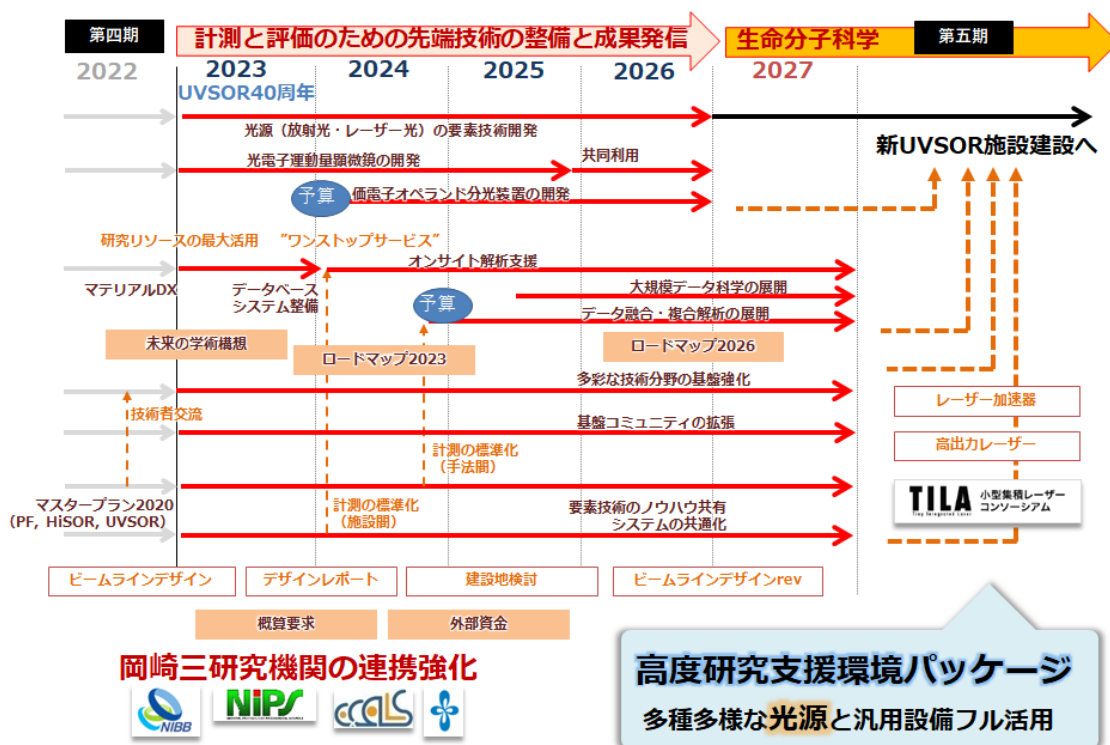 第四期
計測と評価のための先端技術の整備と成果発信
生命分子科学
第五期
2022
2023
2024
2025
2026
2027
UVSOR40周年
光源（放射光・レーザー光）の要素技術開発
新UVSOR施設建設へ
光電子運動量顕微鏡の開発
共同利用
予算
価電子オペランド分光装置の開発
研究リソースの最大活用
”ワンストップサービス”
オンサイト解析支援
マテリアルDX
データベース
システム整備
大規模データ科学の展開
予算
データ融合・複合解析の展開
未来の学術構想
ロードマップ2023
ロードマップ2026
多彩な技術分野の基盤強化
技術者交流
基盤コミュニティの拡張
レーザー加速器
高出力レーザー
計測の標準化
（手法間）
マスタープラン2020
（PF, HiSOR, UVSOR）
計測の標準化
（施設間）
要素技術のノウハウ共有
システムの共通化
TILA
Tiny Integrated Laser
小型集積レーザー
コンソーシアム
ビームラインデザイン
デザインレポート
建設地検討
ビームラインデザインrev
概算要求
外部資金
岡崎三研究機関の連携強化
NIBB
NIPS
高度研究支援環境パッケージ
多種多様な光源と汎用設備フル活用